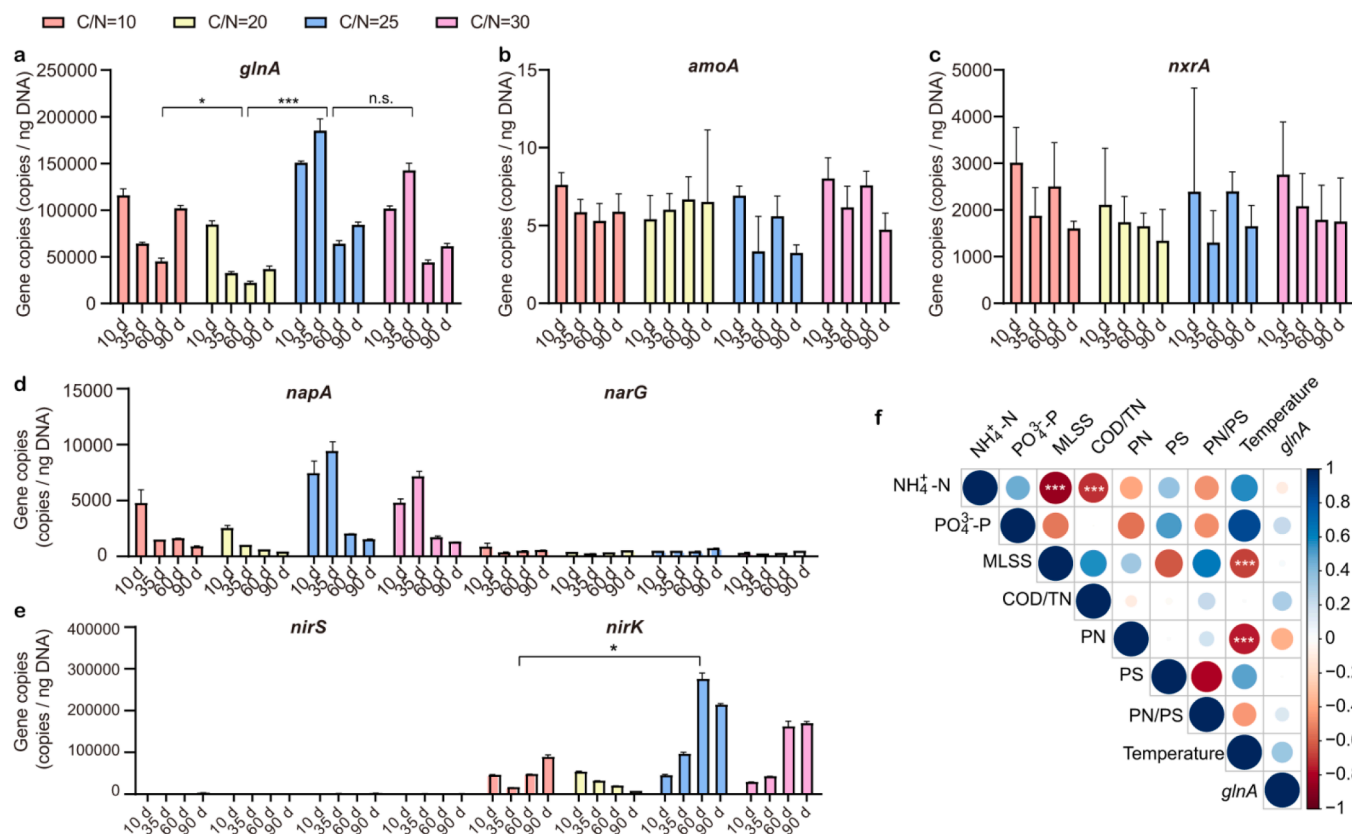 C/N=10 C/N=20 C/N=25 C/N=30
a
glnA
Gene copies (copies / ng DNA)
250000
200000
150000
100000
50000
0
* *** n.s.
10 d 35 d 60 d 90 d 10 d 35 d 60 d 90 d 10 d 35 d 60 d 90 d 10 d 35 d 60 d 90 d
b
amoA
Gene copies (copies / ng DNA)
15
10
5
0
10 d 35 d 60 d 90 d 10 d 35 d 60 d 90 d 10 d 35 d 60 d 90 d 10 d 35 d 60 d 90 d
c
nxrA
Gene copies (copies / ng DNA)
5000
4000
3000
2000
1000
0
10 d 35 d 60 d 90 d 10 d 35 d 60 d 90 d 10 d 35 d 60 d 90 d 10 d 35 d 60 d 90 d
d
napA narG
Gene copies
(copies / ng DNA)
15000
10000
5000
0
10 d 35 d 60 d 90 d 10 d 35 d 60 d 90 d 10 d 35 d 60 d 90 d 10 d 35 d 60 d 90 d 10 d 35 d 60 d 90 d 10 d 35 d 60 d 90 d 10 d 35 d 60 d 90 d 10 d 35 d 60 d 90 d
e
nirS nirK
Gene copies
(copies / ng DNA)
400000
300000
200000
100000
0
*
10 d 35 d 60 d 90 d 10 d 35 d 60 d 90 d 10 d 35 d 60 d 90 d 10 d 35 d 60 d 90 d 10 d 35 d 60 d 90 d 10 d 35 d 60 d 90 d 10 d 35 d 60 d 90 d 10 d 35 d 60 d 90 d
f
NH₄⁺-N PO₄³⁻-P MLSS COD/TN PN PS PN/PS Temperature glnA
NH₄⁺-N *** ***
PO₄³⁻-P
MLSS ***
COD/TN
PN ***
PS
PN/PS
Temperature
glnA
1
0.8
0.6
0.4
0.2
0
−0.2
−0.4
−0.6
−0.8
−1